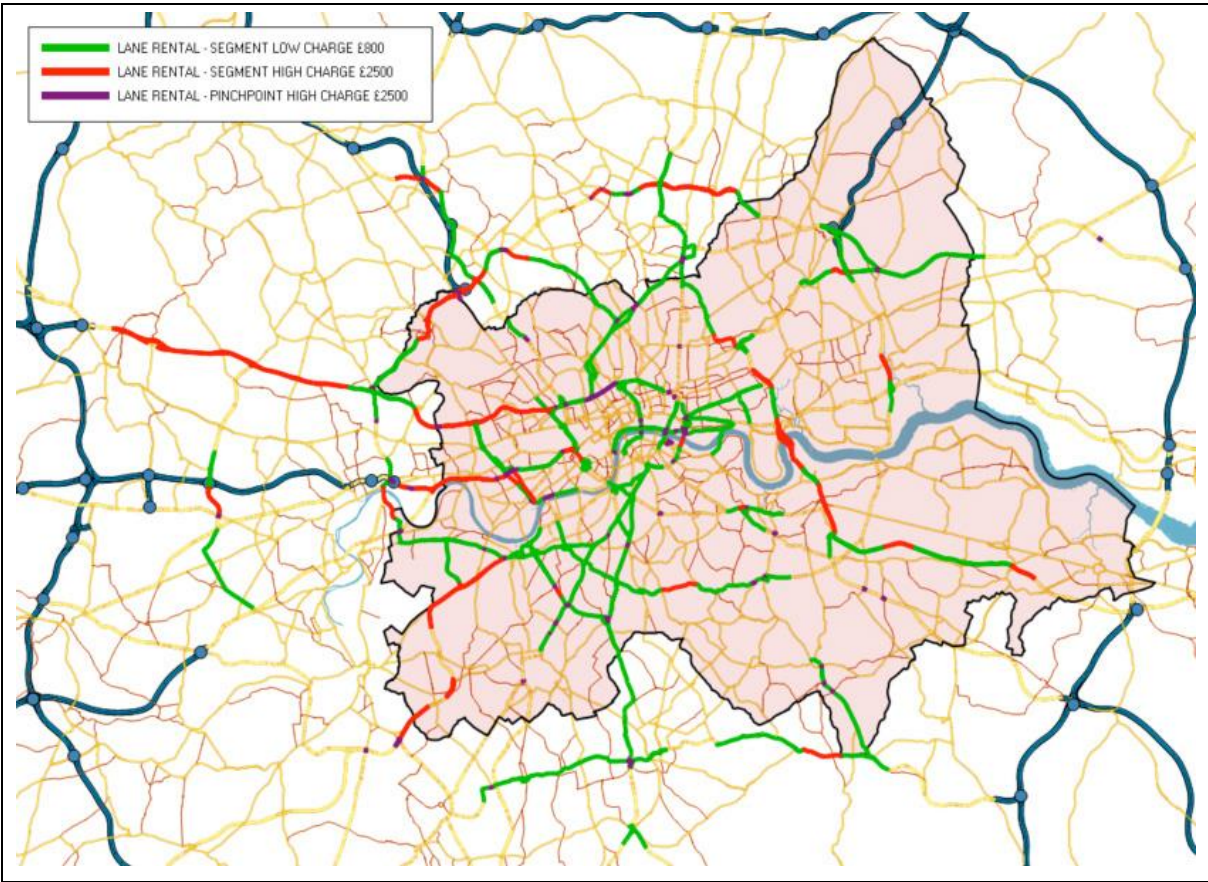 LANE RENTAL - SEGMENT LOW CHARGE £800
LANE RENTAL - SEGMENT HIGH CHARGE £2500
LANE RENTAL - PINCHPOINT HIGH CHARGE £2500